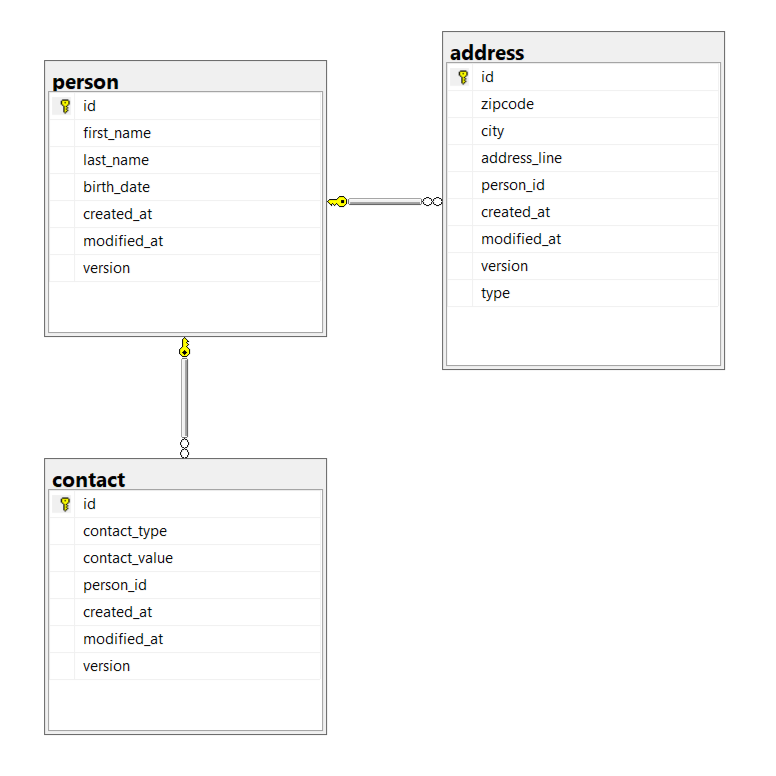 person
id
first_name
last_name
birth_date
created_at
modified_at
version
address
id
zipcode
city
address_line
person_id
created_at
modified_at
version
type
contact
id
contact_type
contact_value
person_id
created_at
modified_at
version